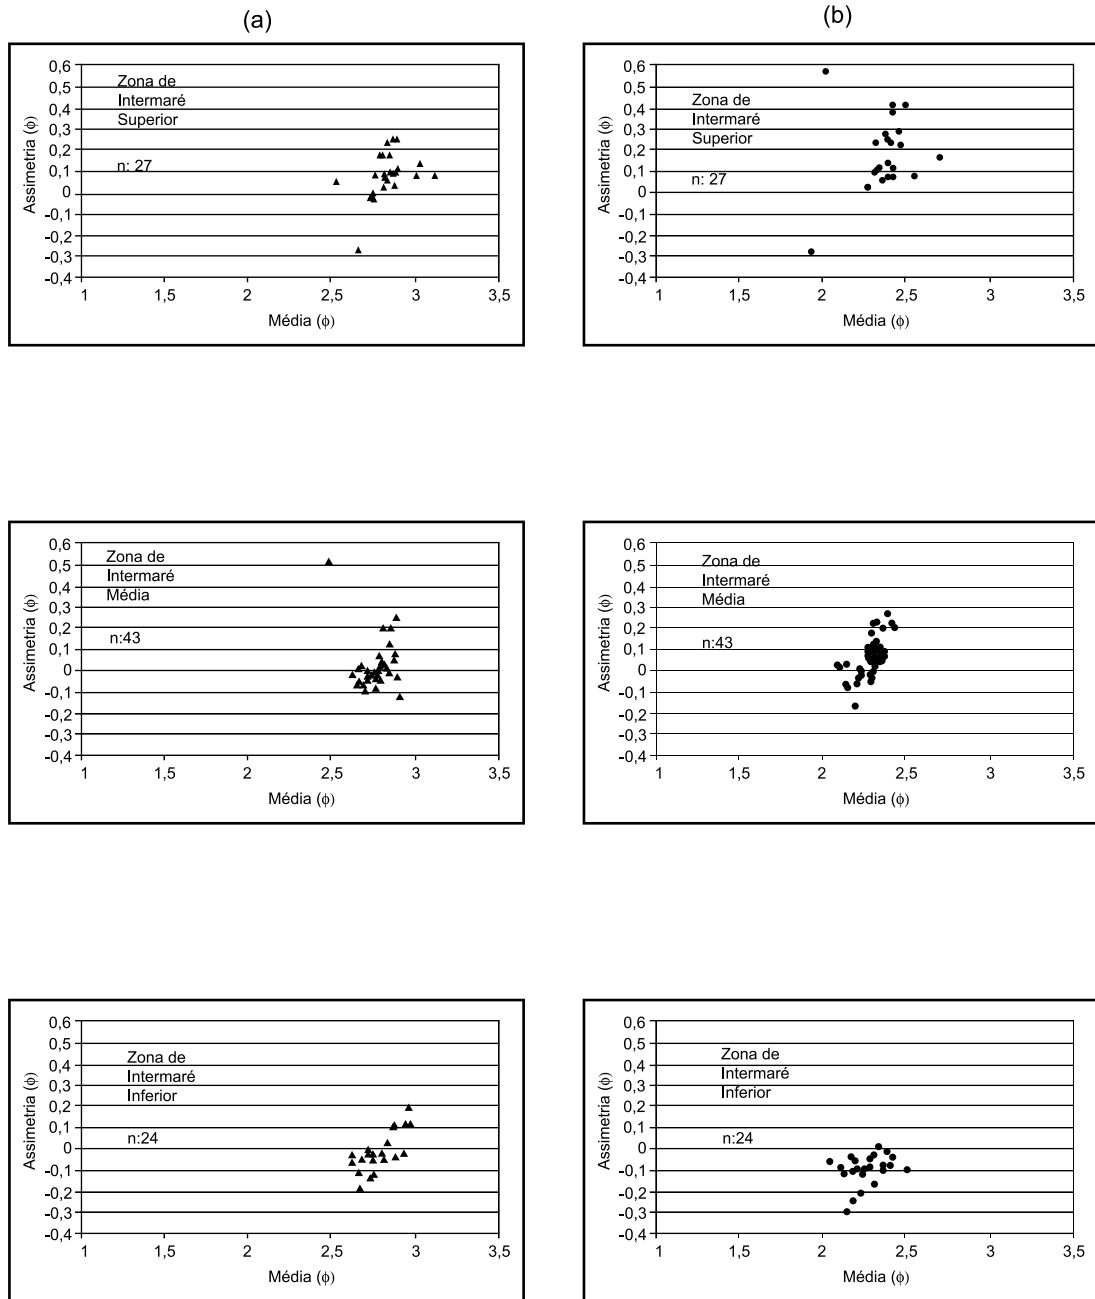 (a)
(b)
0,6
0,5
0,4
0,3
0,2
0,1
0
-0,1
-0,2
-0,3
-0,4
Assimetria (ϕ)
Zona de
Intermaré
Superior
n: 27
1 1,5 2 2,5 3 3,5
Média (ϕ)
0,6
0,5
0,4
0,3
0,2
0,1
0
-0,1
-0,2
-0,3
-0,4
Assimetria (ϕ)
Zona de
Intermaré
Superior
n: 27
1 1,5 2 2,5 3 3,5
Média (ϕ)
0,6
0,5
0,4
0,3
0,2
0,1
0
-0,1
-0,2
-0,3
-0,4
Assimetria (ϕ)
Zona de
Intermaré
Média
n:43
1 1,5 2 2,5 3 3,5
Média (ϕ)
0,6
0,5
0,4
0,3
0,2
0,1
0
-0,1
-0,2
-0,3
-0,4
Assimetria (ϕ)
Zona de
Intermaré
Média
n:43
1 1,5 2 2,5 3 3,5
Média (ϕ)
0,6
0,5
0,4
0,3
0,2
0,1
0
-0,1
-0,2
-0,3
-0,4
Assimetria (ϕ)
Zona de
Intermaré
Inferior
n:24
1 1,5 2 2,5 3 3,5
Média (ϕ)
0,6
0,5
0,4
0,3
0,2
0,1
0
-0,1
-0,2
-0,3
-0,4
Assimetria (ϕ)
Zona de
Intermaré
Inferior
n:24
1 1,5 2 2,5 3 3,5
Média (ϕ)